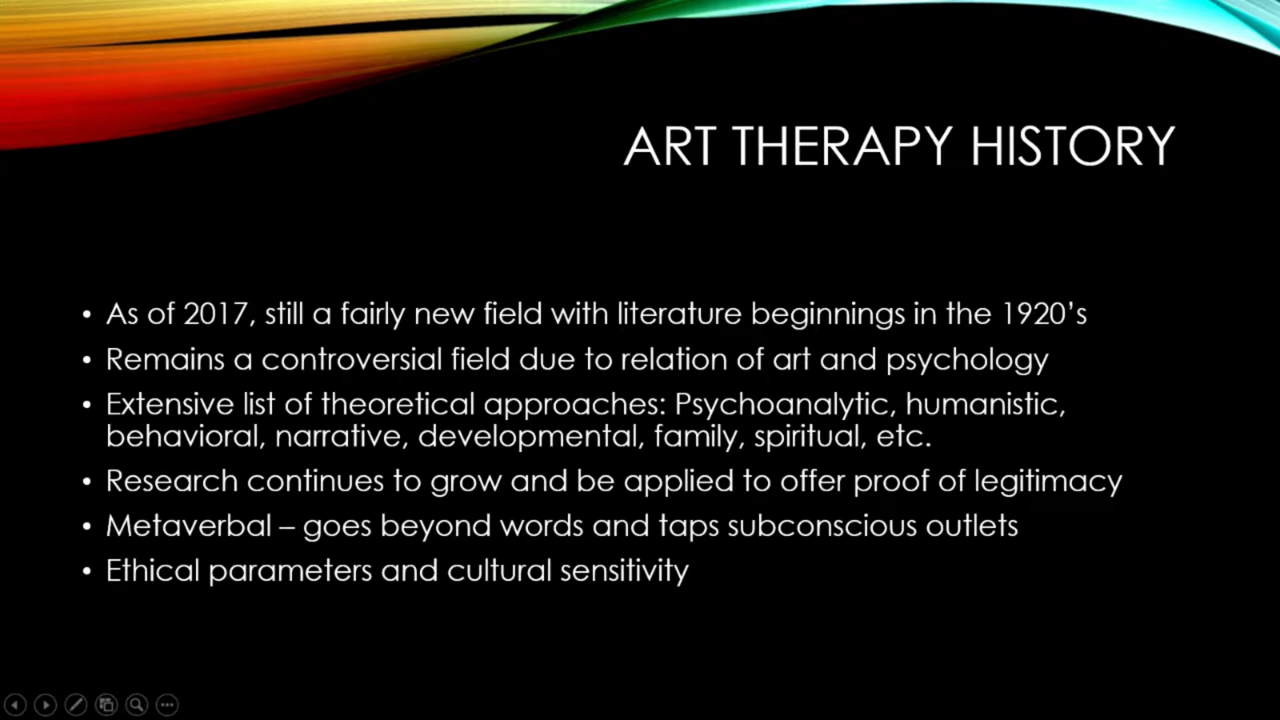 ART THERAPY HISTORY
• As of 2017, still a fairly new field with literature beginnings in the 1920’s
• Remains a controversial field due to relation of art and psychology
• Extensive list of theoretical approaches: Psychoanalytic, humanistic,
behavioral, narrative, developmental, family, spiritual, etc.
• Research continues to grow and be applied to offer proof of legitimacy
• Metaverbal – goes beyond words and taps subconscious outlets
• Ethical parameters and cultural sensitivity